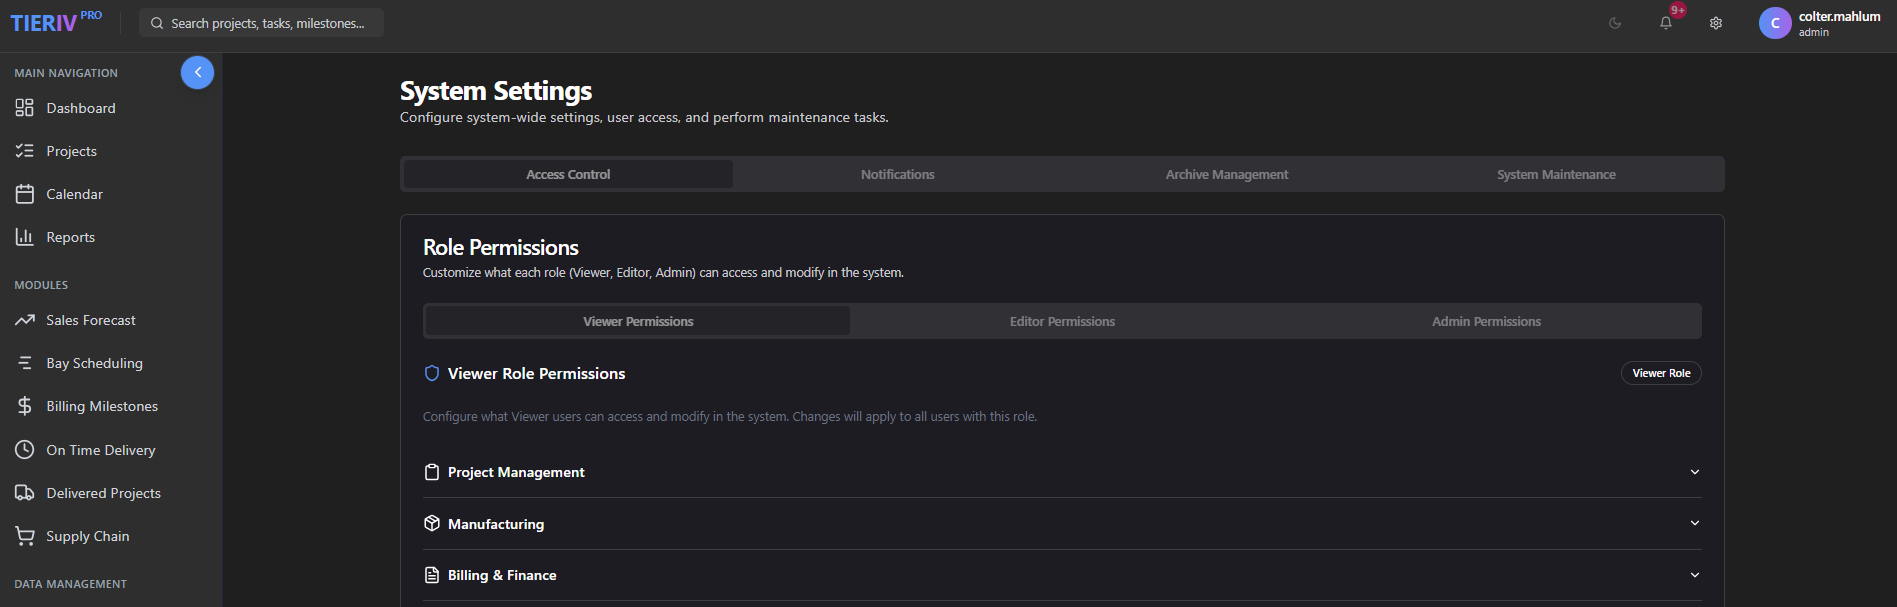 TIERIV PRO
Search projects, tasks, milestones...
9+
C
colter.mahlum
admin
MAIN NAVIGATION
Dashboard
Projects
Calendar
Reports
MODULES
Sales Forecast
Bay Scheduling
Billing Milestones
On Time Delivery
Delivered Projects
Supply Chain
DATA MANAGEMENT
System Settings
Configure system-wide settings, user access, and perform maintenance tasks.
Access Control
Notifications
Archive Management
System Maintenance
Role Permissions
Customize what each role (Viewer, Editor, Admin) can access and modify in the system.
Viewer Permissions
Editor Permissions
Admin Permissions
Viewer Role Permissions
Viewer Role
Configure what Viewer users can access and modify in the system. Changes will apply to all users with this role.
Project Management
Manufacturing
Billing & Finance